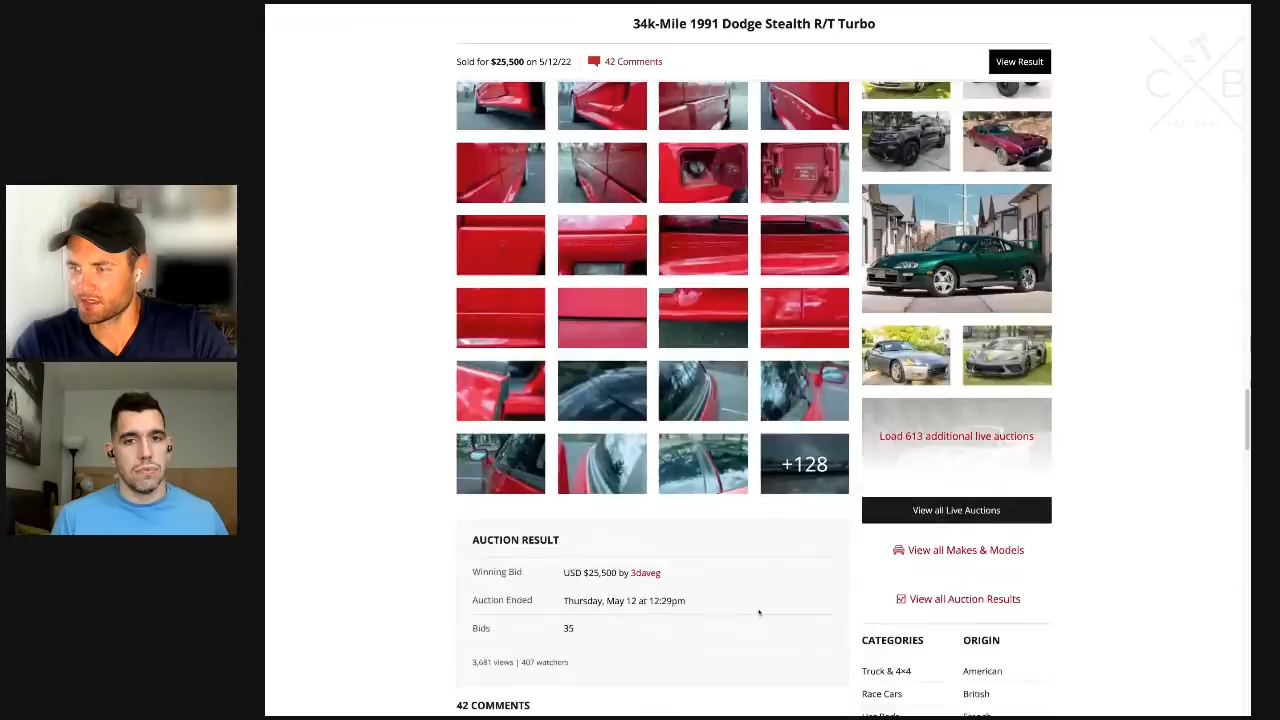 34k-Mile 1991 Dodge Stealth R/T Turbo
Sold for $25,500 on 5/12/22
42 Comments
View Result
C B
+128
Load 613 additional live auctions
View all Live Auctions
View all Makes & Models
View all Auction Results
AUCTION RESULT
Winning Bid USD $25,500 by 3daveg
Auction Ended Thursday, May 12 at 12:29pm
Bids 35
3,681 views | 407 watchers
42 COMMENTS
CATEGORIES ORIGIN
Truck & 4×4 American
Race Cars British